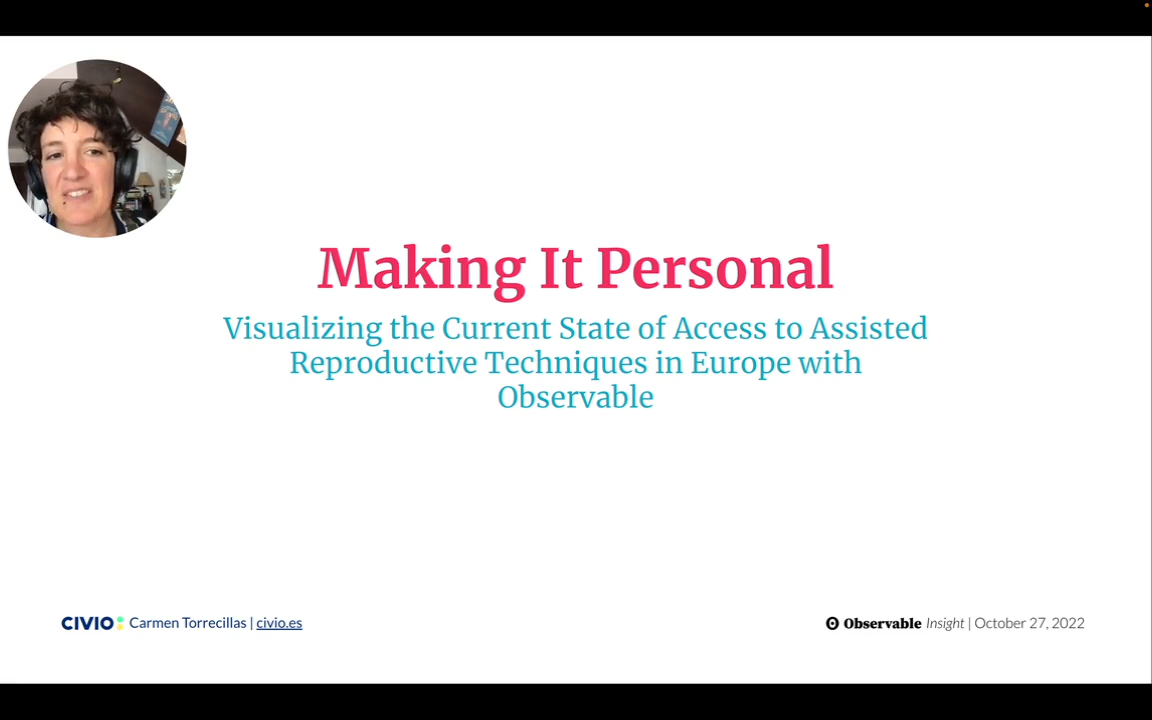 Making It Personal
Visualizing the Current State of Access to Assisted
Reproductive Techniques in Europe with
Observable
CIVIO Carmen Torrecillas | civio.es
Observable Insight | October 27, 2022